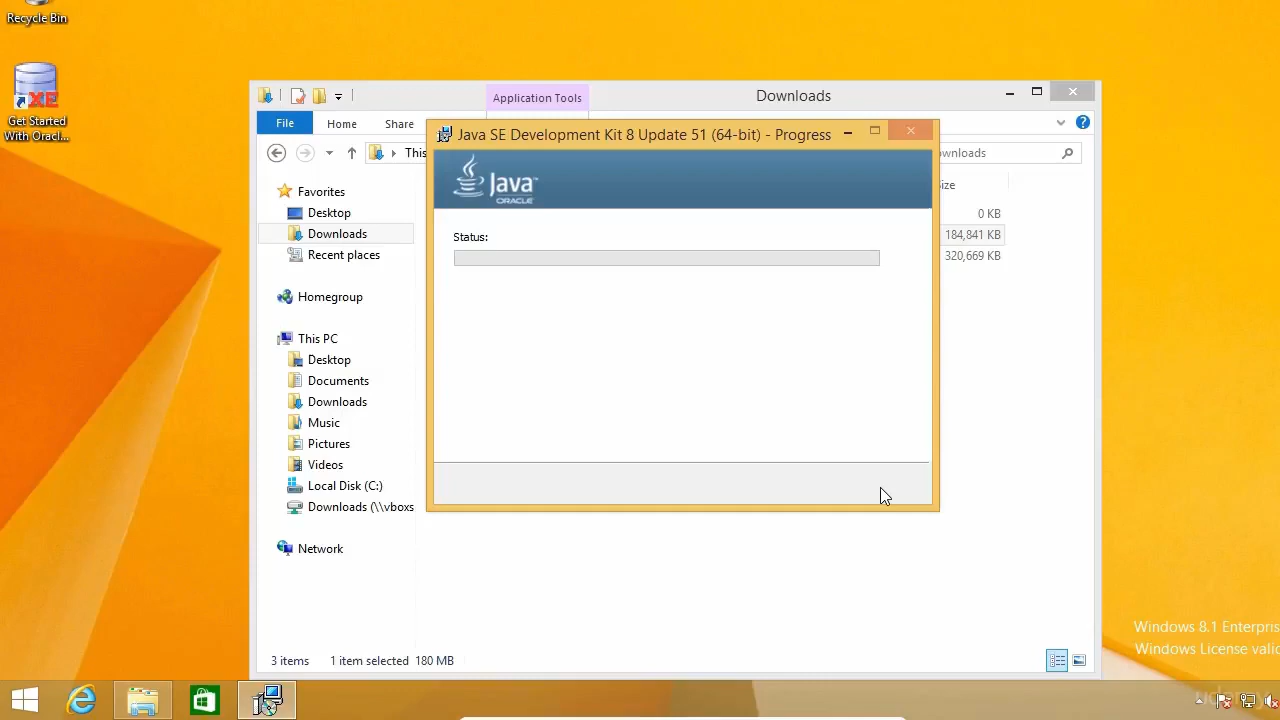 Recycle Bin
Get Started
With Oracl...
Application Tools
Downloads
File
Home
Share
This
wnloads
Java SE Development Kit 8 Update 51 (64-bit) - Progress
Java™
ORACLE
Status:
ize
0 KB
184,841 KB
320,669 KB
Favorites
Desktop
Downloads
Recent places
Homegroup
This PC
Desktop
Documents
Downloads
Music
Pictures
Videos
Local Disk (C:)
Downloads (\\vboxs
Network
3 items
1 item selected 180 MB
Windows 8.1 Enterpris
Windows License valid